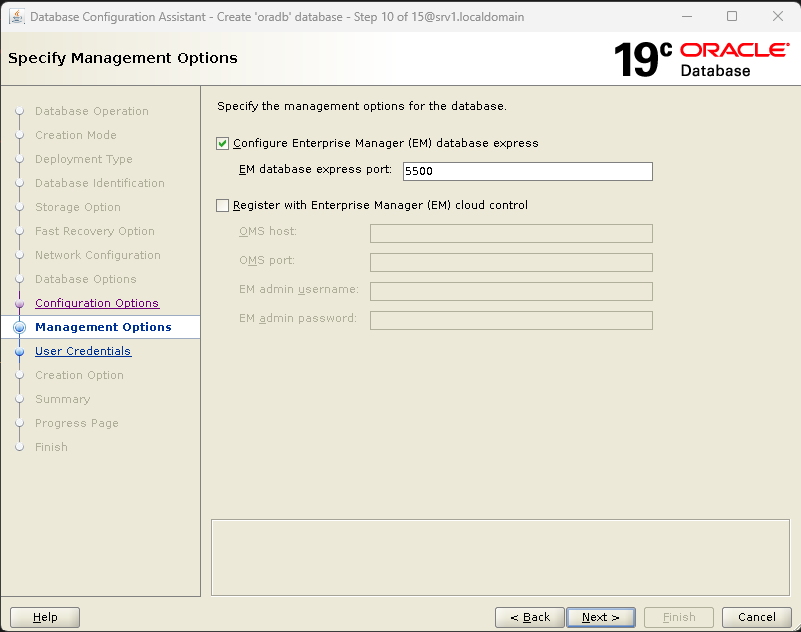 Database Configuration Assistant - Create 'oradb' database - Step 10 of 15@srv1.localdomain
Specify Management Options
19c ORACLE
Database
Database Operation
Creation Mode
Deployment Type
Database Identification
Storage Option
Fast Recovery Option
Network Configuration
Database Options
Configuration Options
Management Options
User Credentials
Creation Option
Summary
Progress Page
Finish
Specify the management options for the database.
Configure Enterprise Manager (EM) database express
EM database express port: 5500
Register with Enterprise Manager (EM) cloud control
OMS host:
OMS port:
EM admin username:
EM admin password:
Help
< Back
Next >
Finish
Cancel